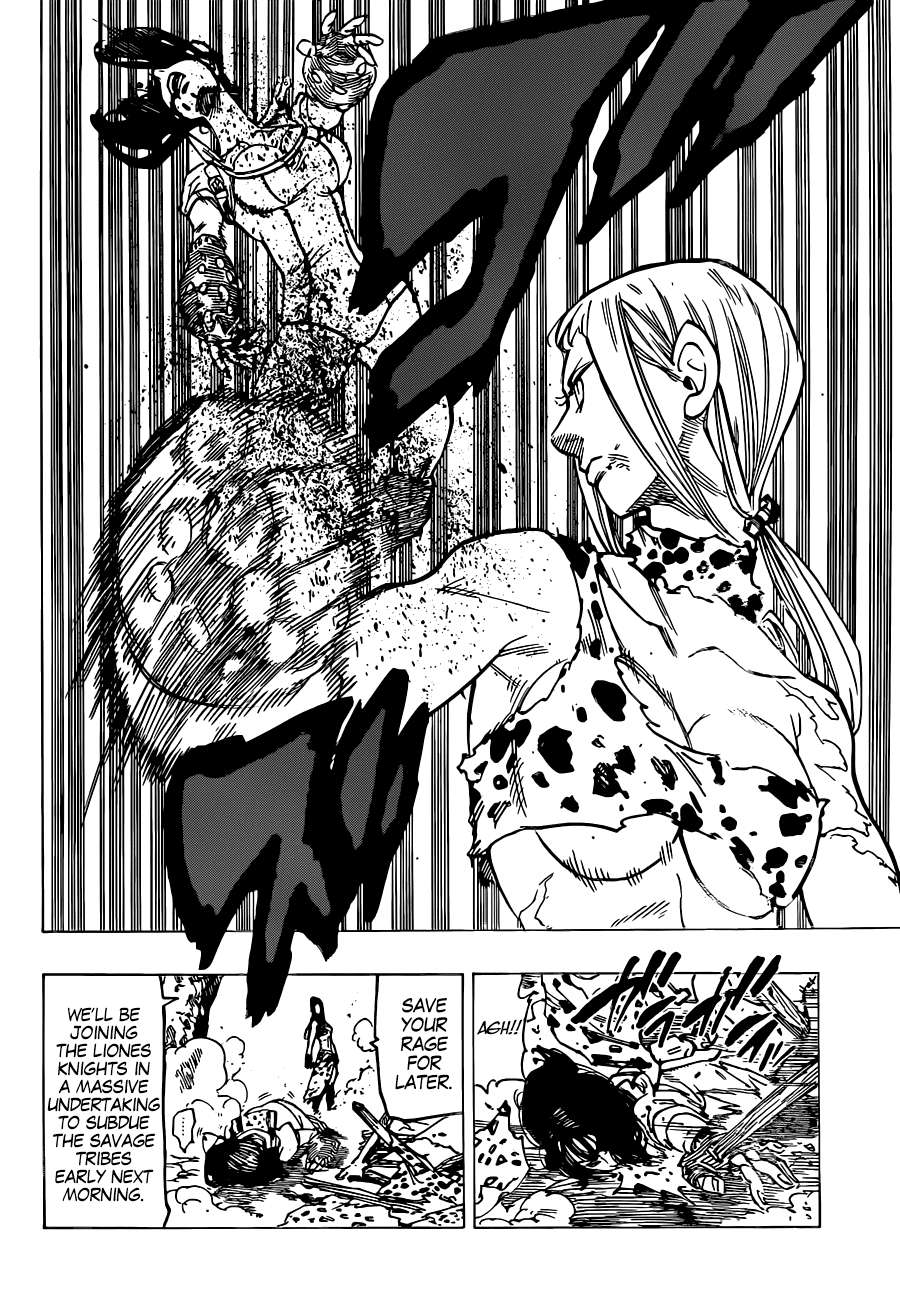 AGH!!
SAVE
YOUR
RAGE
FOR
LATER.
......
WE'LL BE
JOINING
THE LIONES
KNIGHTS IN
A MASSIVE
UNDERTAKING
TO SUBDUE
THE SAVAGE
TRIBES
EARLY NEXT
MORNING.